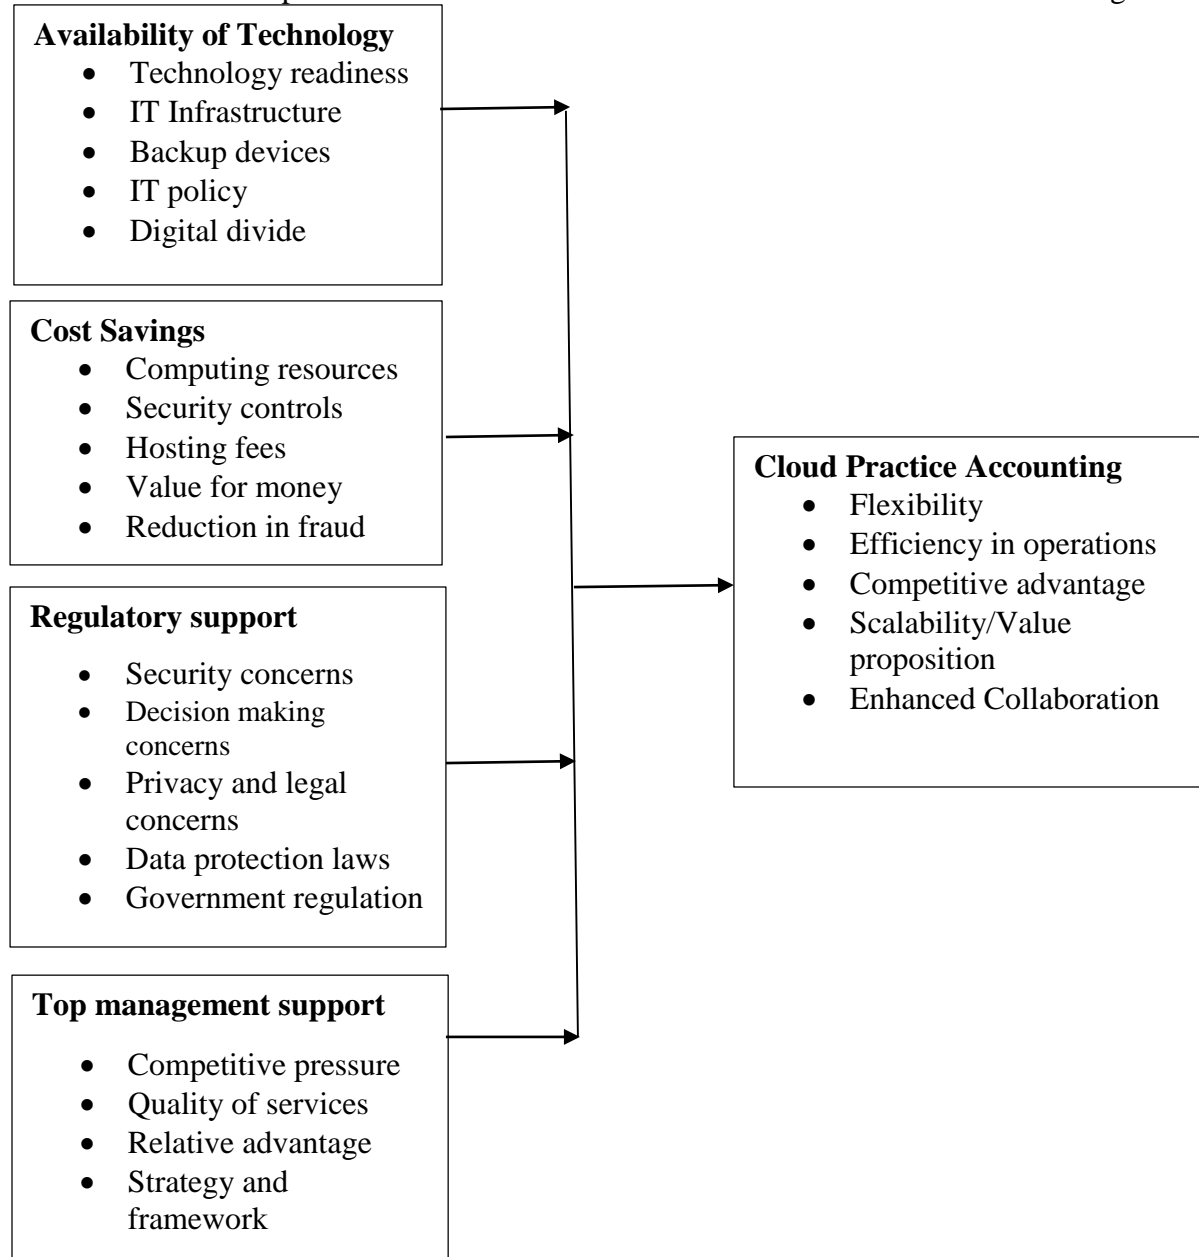 Availability of Technology
• Technology readiness
• IT Infrastructure
• Backup devices
• IT policy
• Digital divide
Cost Savings
• Computing resources
• Security controls
• Hosting fees
• Value for money
• Reduction in fraud
Regulatory support
• Security concerns
• Decision making
concerns
• Privacy and legal
concerns
• Data protection laws
• Government regulation
Top management support
• Competitive pressure
• Quality of services
• Relative advantage
• Strategy and
framework
Cloud Practice Accounting
• Flexibility
• Efficiency in operations
• Competitive advantage
• Scalability/Value
proposition
• Enhanced Collaboration